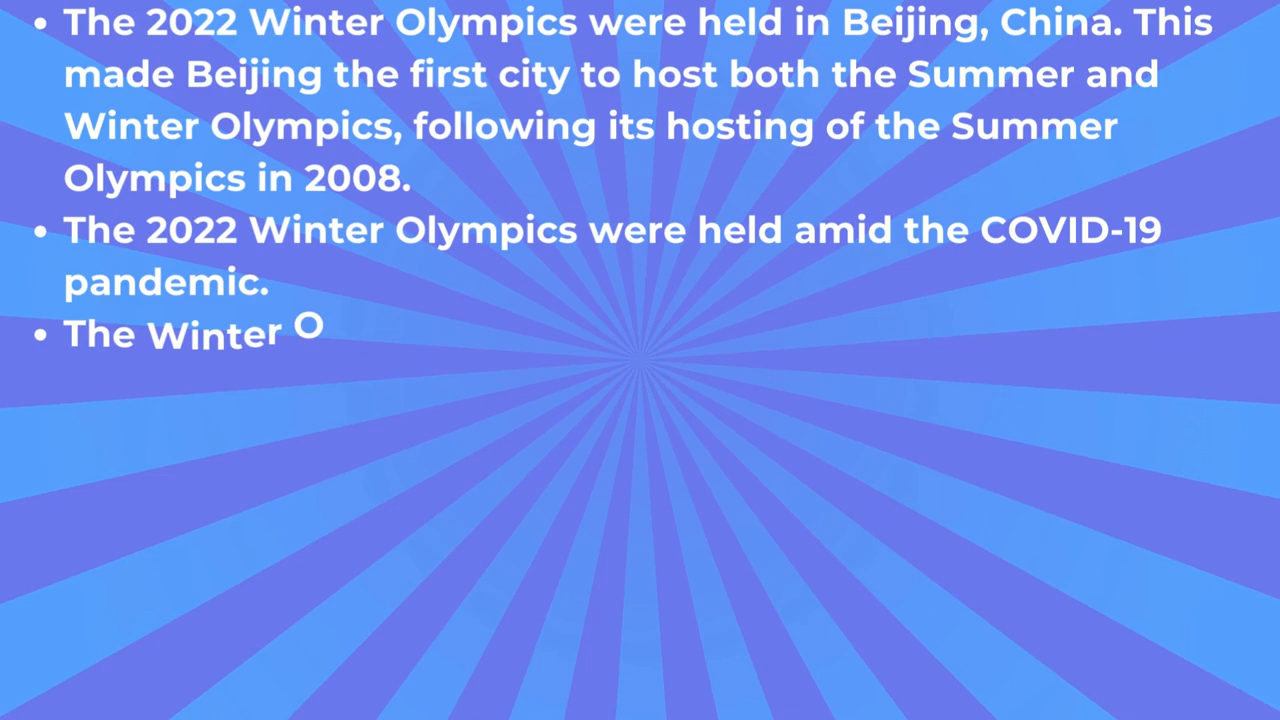 • The 2022 Winter Olympics were held in Beijing, China. This
made Beijing the first city to host both the Summer and
Winter Olympics, following its hosting of the Summer
Olympics in 2008.
• The 2022 Winter Olympics were held amid the COVID-19
pandemic.
• The Winter O